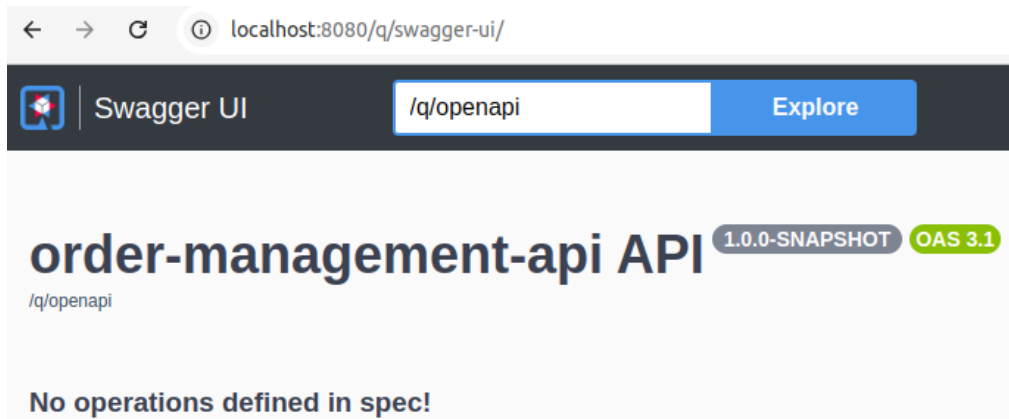 localhost:8080/q/swagger-ui/
Swagger UI
/q/openapi
Explore
order-management-api API 1.0.0-SNAPSHOT OAS 3.1
/q/openapi
No operations defined in spec!